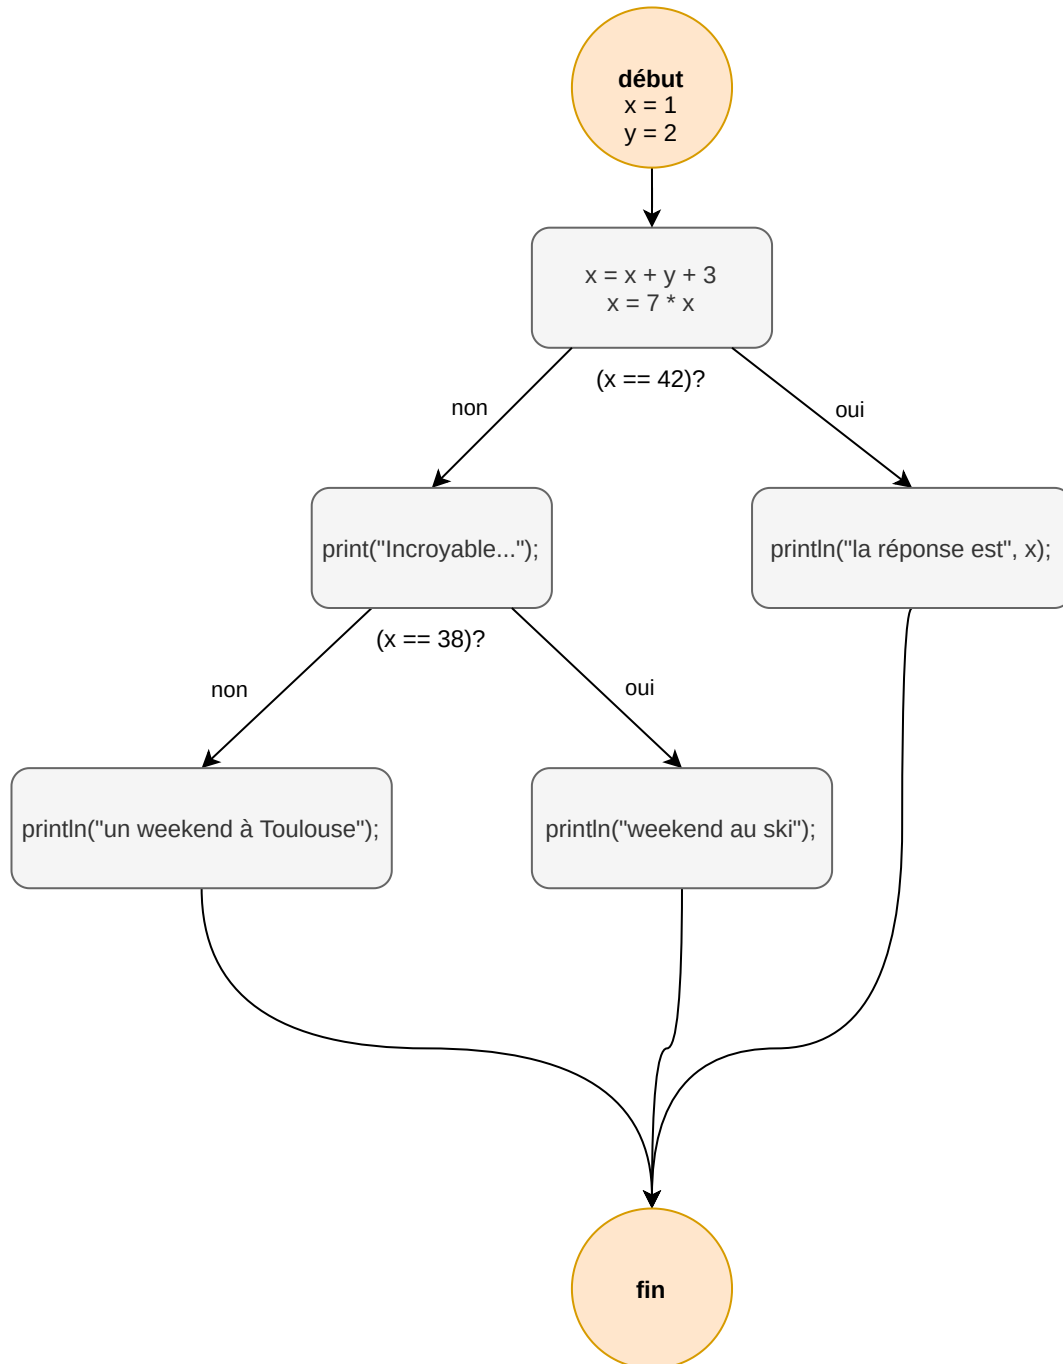 début
x = 1
y = 2
x = x + y + 3
x = 7 * x
(x == 42)?
non
oui
print("Incroyable...");
println("la réponse est", x);
(x == 38)?
non
oui
println("un weekend à Toulouse");
println("weekend au ski");
fin